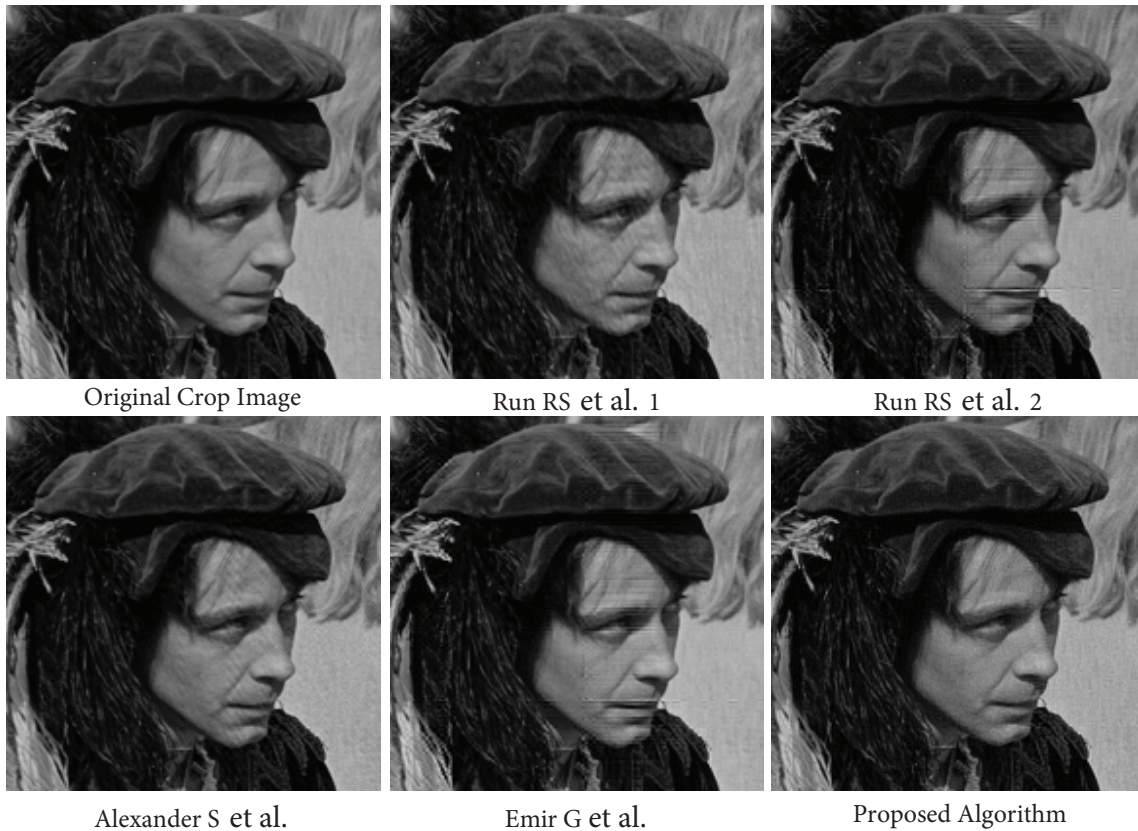 Original Crop Image
Run RS et al. 1
Run RS et al. 2
Alexander S et al.
Emir G et al.
Proposed Algorithm